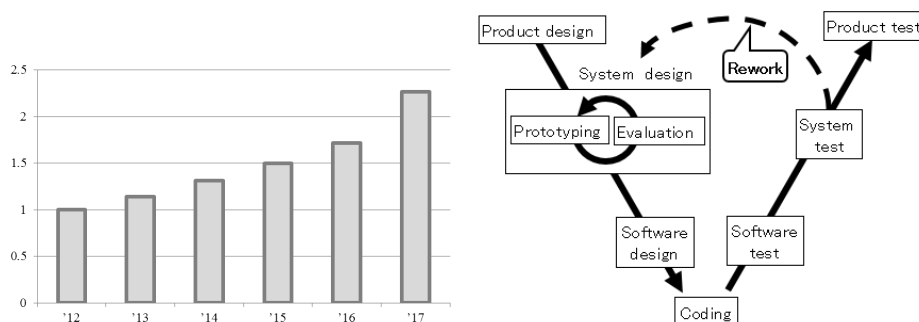 2.5
2
1.5
1
0.5
0
'12 '13 '14 '15 '16 '17
Product design
Product test
Rework
System design
Prototyping
Evaluation
System
test
Software
design
Software
test
Coding